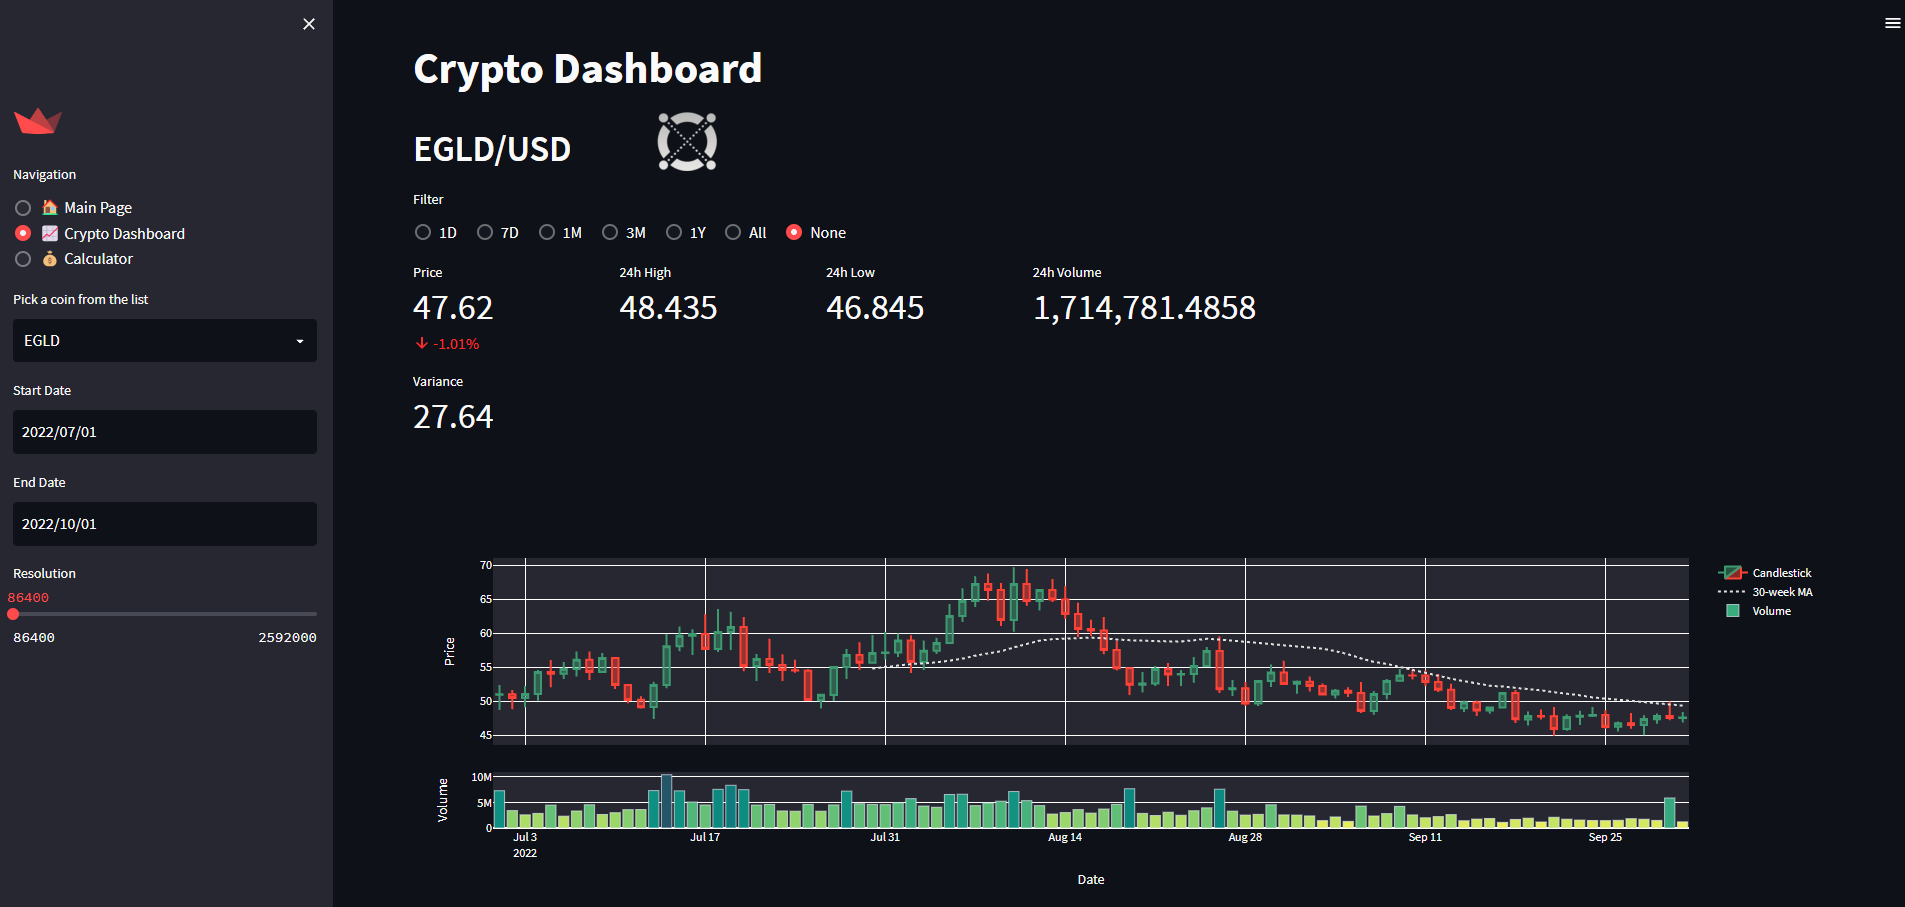 Navigation
Main Page
Crypto Dashboard
Calculator
Pick a coin from the list
EGLD
Start Date
2022/07/01
End Date
2022/10/01
Resolution
86400
86400 2592000
Crypto Dashboard
EGLD/USD
Filter
1D 7D 1M 3M 1Y All None
Price 24h High 24h Low 24h Volume
47.62 48.435 46.845 1,714,781.4858
-1.01%
Variance
27.64
70
65
60
55
50
45
Price
Candlestick
30-week MA
Volume
10M
5M
0
Volume
Jul 3 Jul 17 Jul 31 Aug 14 Aug 28 Sep 11 Sep 25
2022
Date